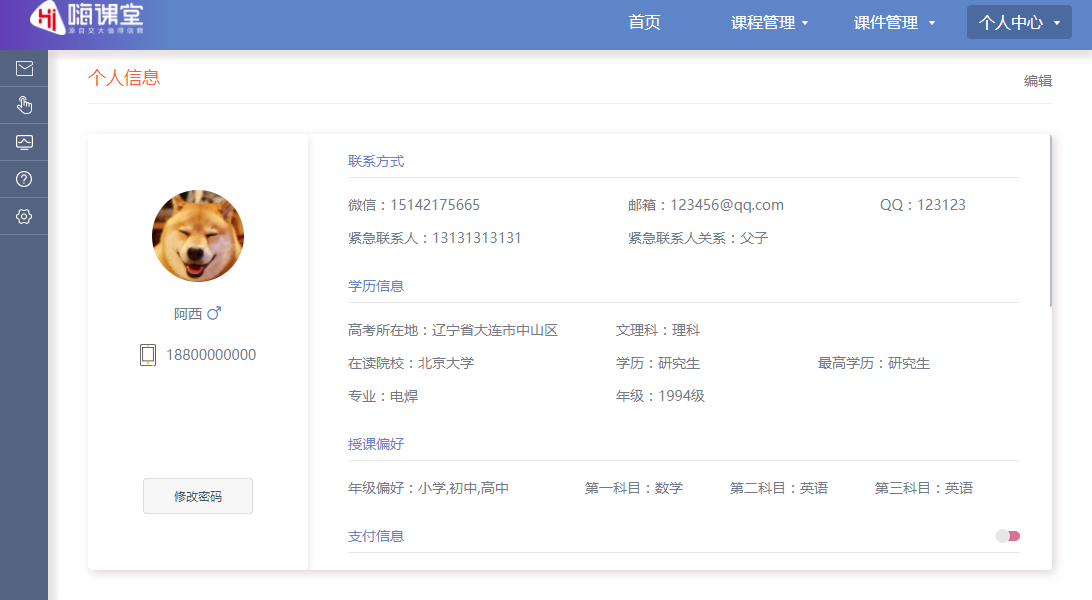 Hi 嗨课堂
源自交大值得信赖
首页 课程管理 课件管理 个人中心
个人信息
编辑
阿西
18800000000
修改密码
联系方式
微信：15142175665 邮箱：123456@qq.com QQ：123123
紧急联系人：13131313131 紧急联系人关系：父子
学历信息
高考所在地：辽宁省大连市中山区 文理科：理科
在读院校：北京大学 学历：研究生 最高学历：研究生
专业：电焊 年级：1994级
授课偏好
年级偏好：小学,初中,高中 第一科目：数学 第二科目：英语 第三科目：英语
支付信息